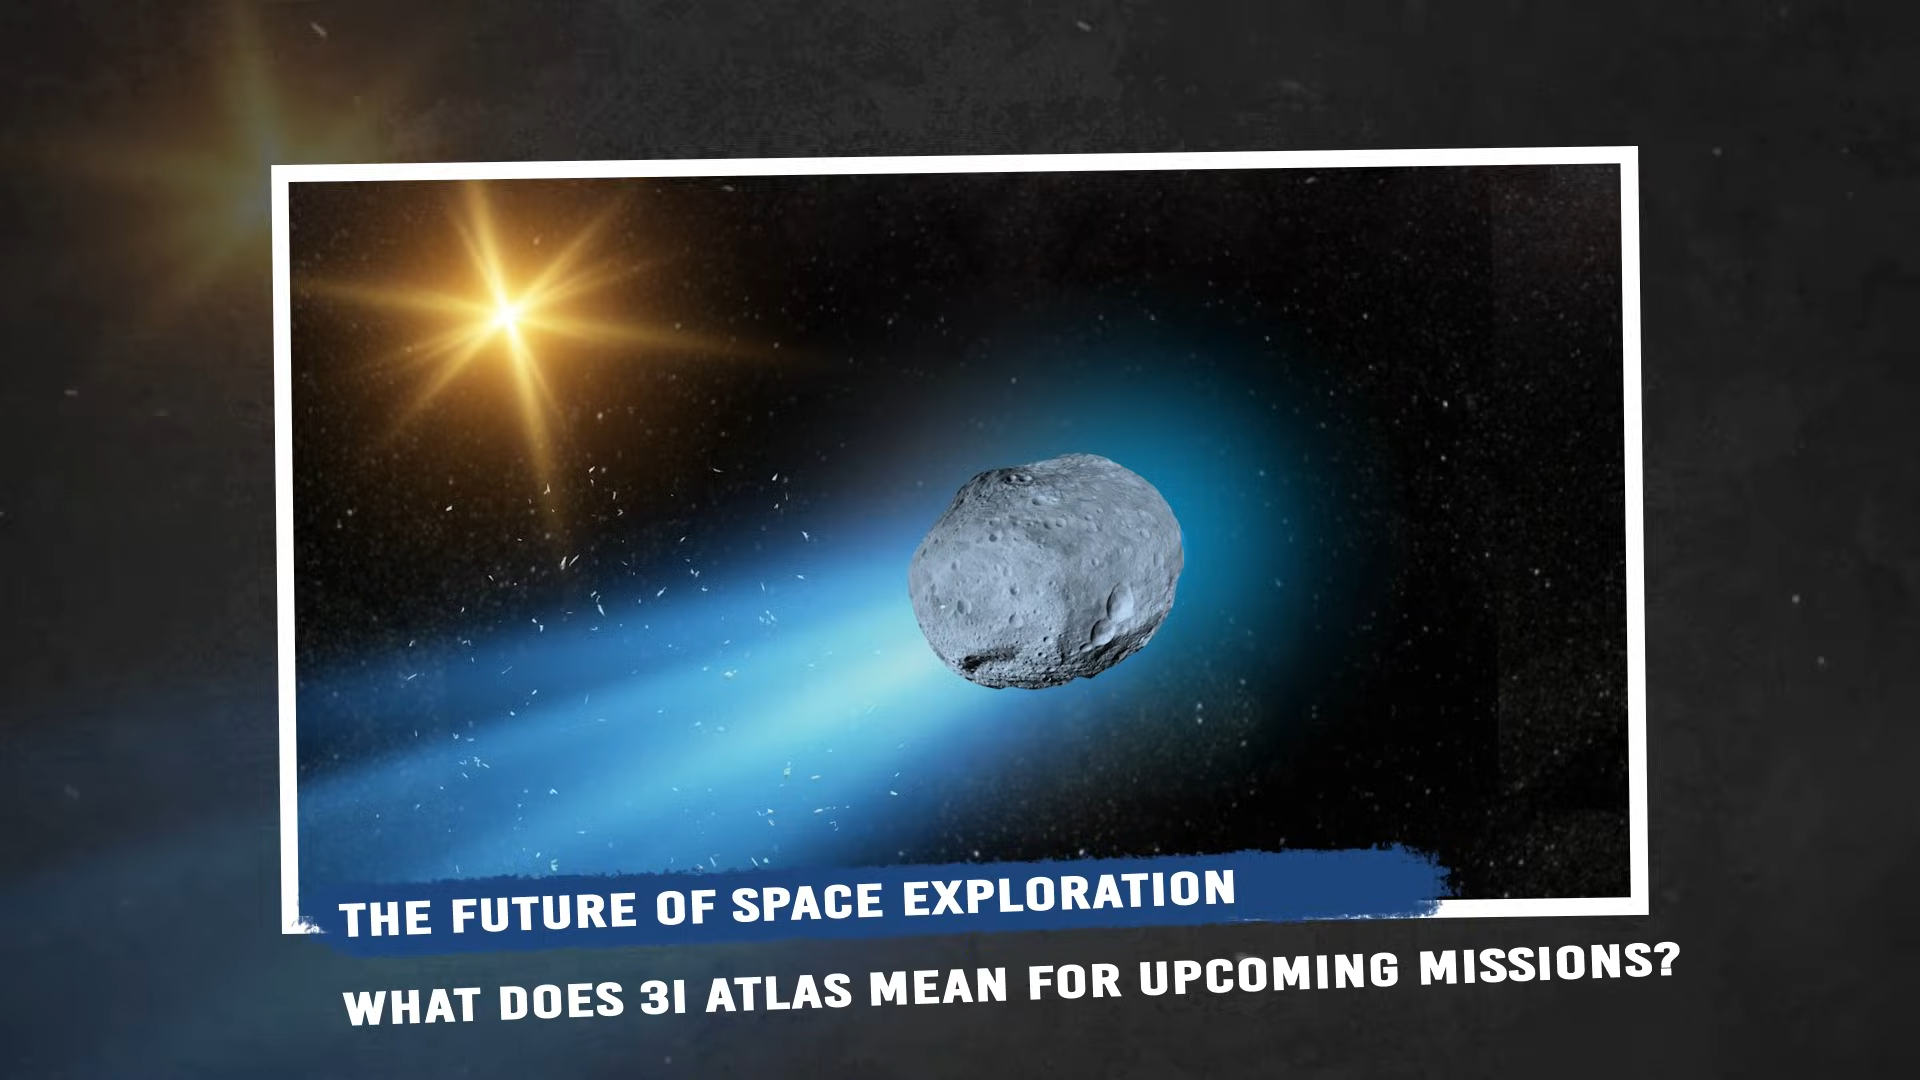 THE FUTURE OF SPACE EXPLORATION
WHAT DOES 3I ATLAS MEAN FOR UPCOMING MISSIONS?